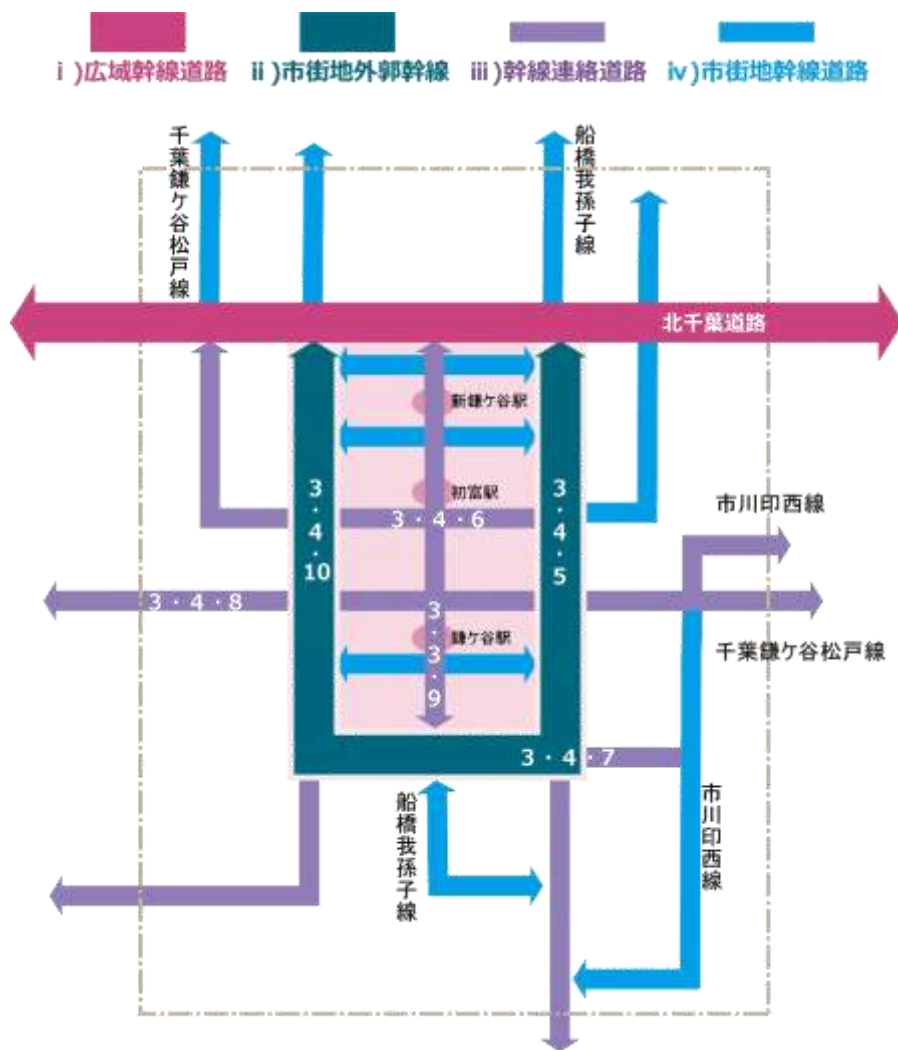 ⅰ)広域幹線道路
ⅱ)市街地外郭幹線
ⅲ)幹線連絡道路
ⅳ)市街地幹線道路
千葉鎌ケ谷松戸線
船橋我孫子線
北千葉道路
新鎌ケ谷駅
初富駅
3・4・10
3・4・6
3・4・5
市川印西線
3・4・8
3・3・9
鎌ケ谷駅
千葉鎌ケ谷松戸線
3・4・7
船橋我孫子線
市川印西線